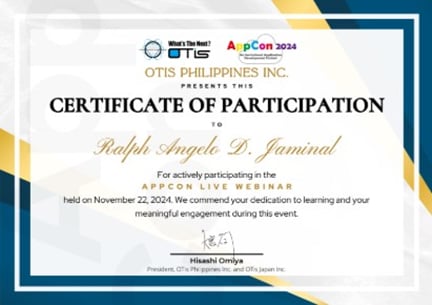 What's The Next?
OTIS
AppCon 2024
OTIS PHILIPPINES INC.
PRESENTS THIS
CERTIFICATE OF PARTICIPATION
TO
Ralph Angelo D. Jaminal
For actively participating in the
APPCON LIVE WEBINAR
held on November 22, 2024. We commend your dedication to learning and your
meaningful engagement during this event.
Hisashi Omiya
President, OTis Philippines Inc. and OTis Japan Inc.